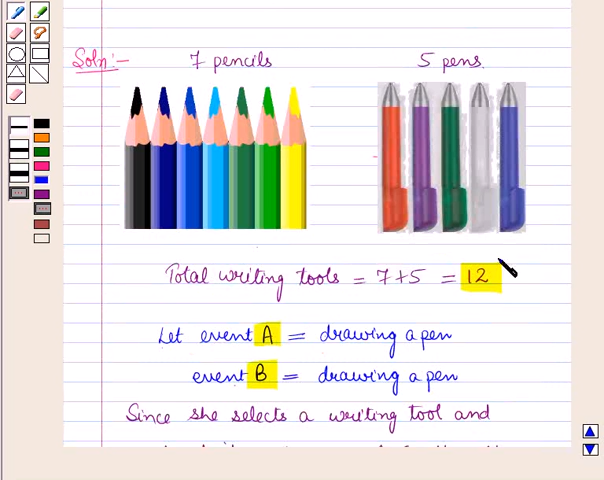 Soln:- 7 pencils 5 pens
Total writing tools = 7+5 = 12
Let event A = drawing a pen
event B = drawing a pen
Since she selects a writing tool and